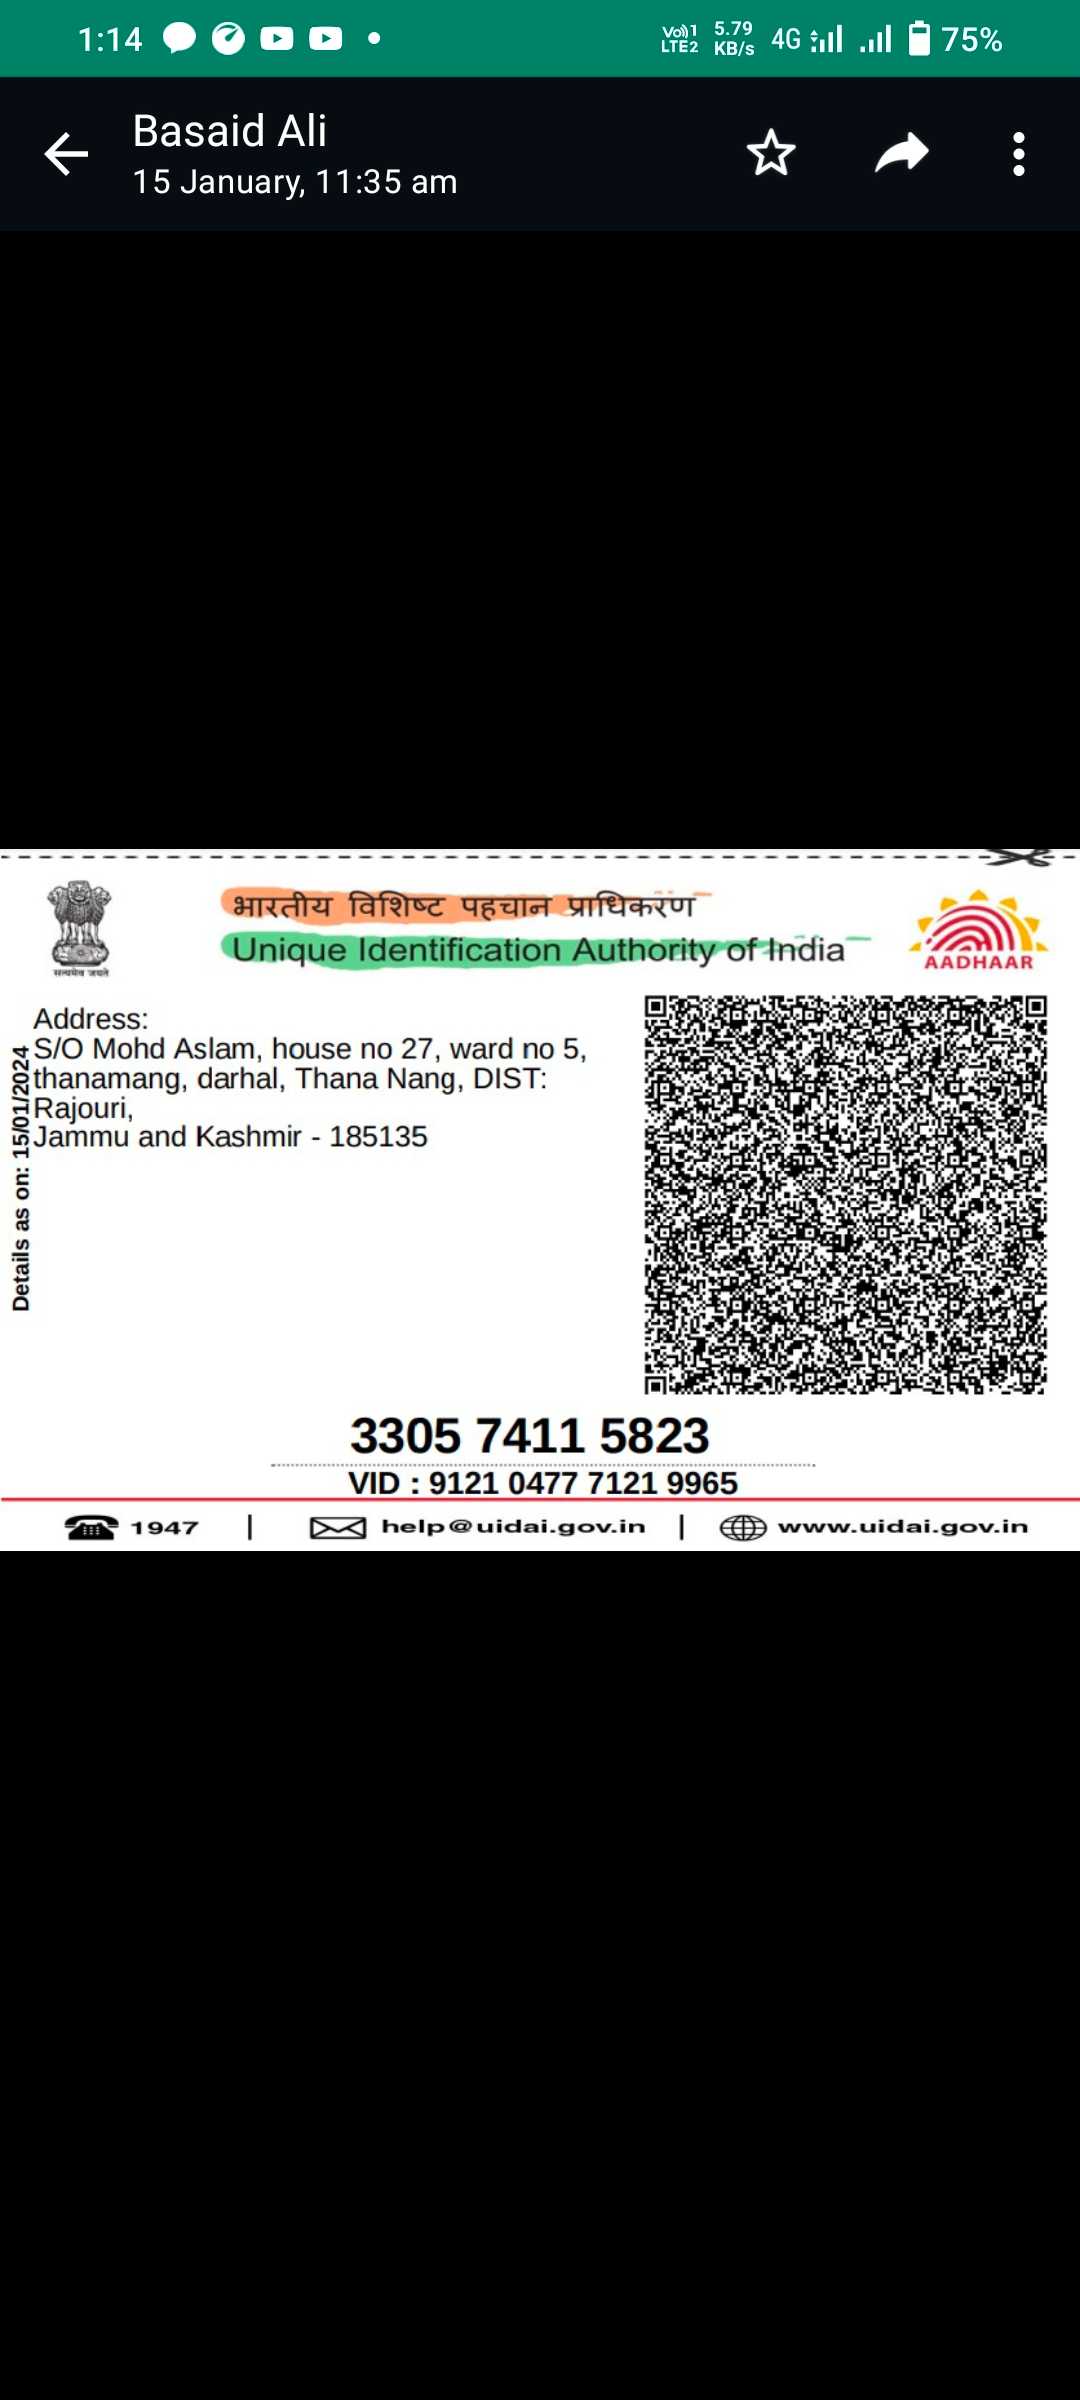 1:14
Vo))1 LTE2 5.79 KB/s 4G 75%
Basaid Ali
15 January, 11:35 am
भारतीय विशिष्ट पहचान प्राधिकरण
Unique Identification Authority of India
सत्यमेव जयते
AADHAAR
Details as on: 15/01/2024
Address:
S/O Mohd Aslam, house no 27, ward no 5,
thanamang, darhal, Thana Nang, DIST:
Rajouri,
Jammu and Kashmir - 185135
3305 7411 5823
VID : 9121 0477 7121 9965
1947 | help@uidai.gov.in | www.uidai.gov.in